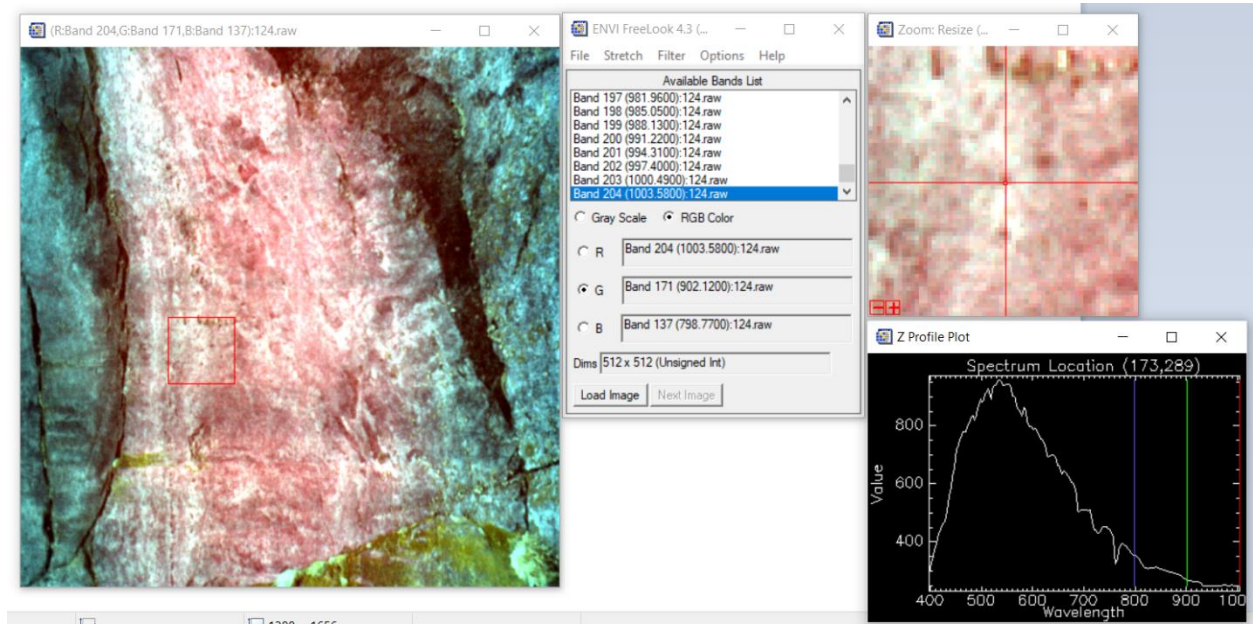 (R:Band 204,G:Band 171,B:Band 137):124.raw
ENVI FreeLook 4.3 (...
File Stretch Filter Options Help
Available Bands List
Band 197 (981.9600):124.raw
Band 198 (985.0500):124.raw
Band 199 (988.1300):124.raw
Band 200 (991.2200):124.raw
Band 201 (994.3100):124.raw
Band 202 (997.4000):124.raw
Band 203 (1000.4900):124.raw
Band 204 (1003.5800):124.raw
Gray Scale RGB Color
R Band 204 (1003.5800):124.raw
G Band 171 (902.1200):124.raw
B Band 137 (798.7700):124.raw
Dims 512 x 512 (Unsigned Int)
Load Image Next Image
Zoom: Resize (...
Z Profile Plot
Spectrum Location (173,289)
800
600
400
Value
400 500 600 700 800 900 100
Wavelength